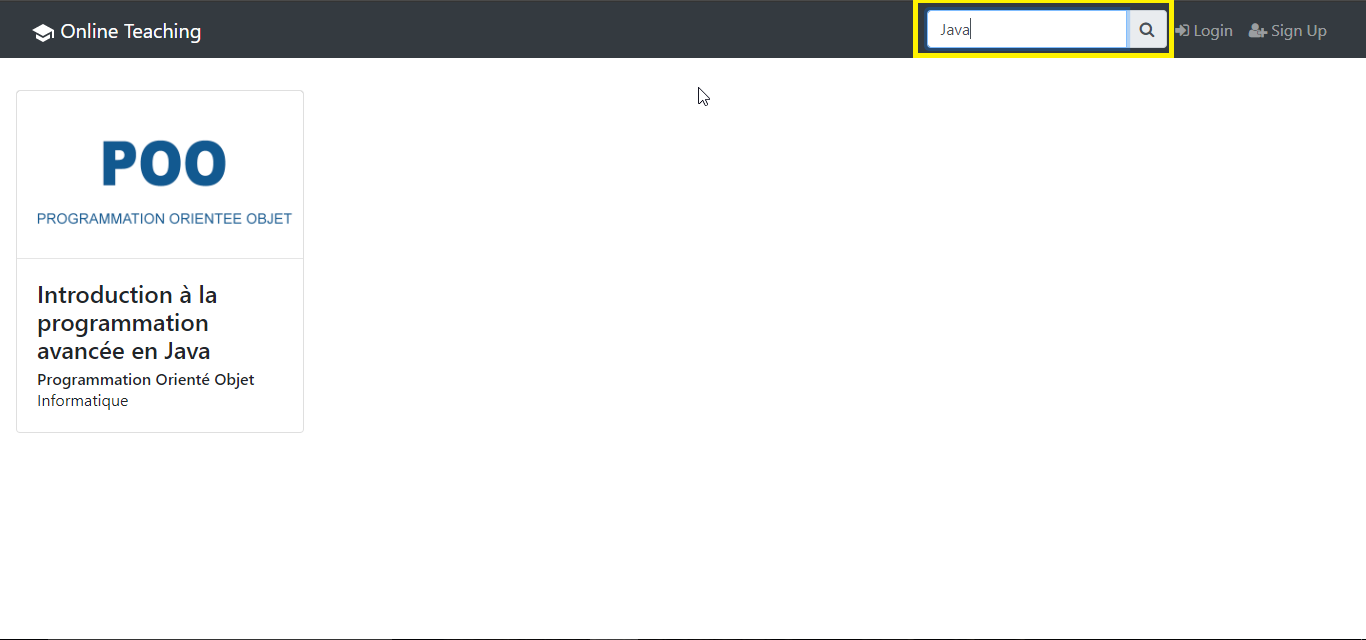 Online Teaching
Java
Login
Sign Up
POO
PROGRAMMATION ORIENTEE OBJET
Introduction à la
programmation
avancée en Java
Programmation Orienté Objet
Informatique